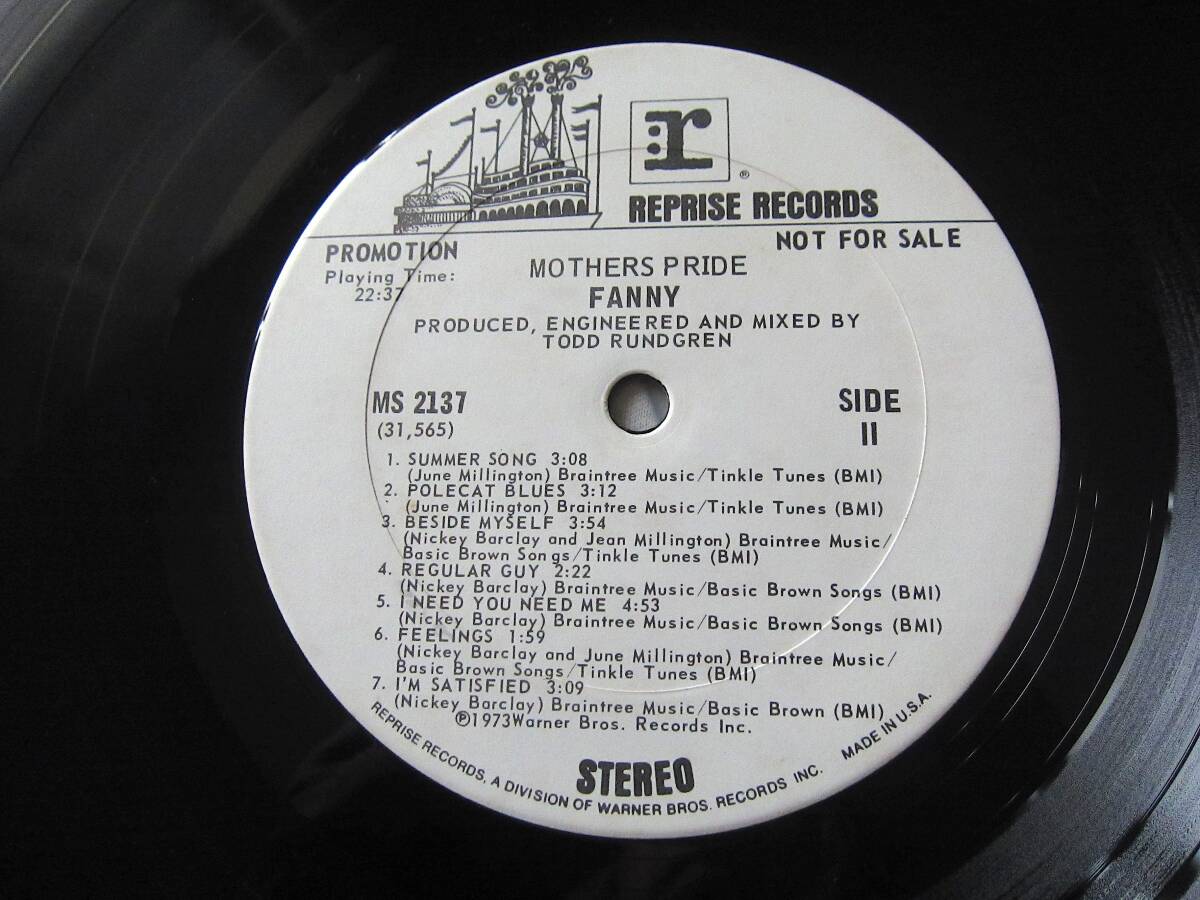 r
®
REPRISE RECORDS
PROMOTION
NOT FOR SALE
Playing Time:
22:37
MOTHERS PRIDE
FANNY
PRODUCED, ENGINEERED AND MIXED BY
TODD RUNDGREN
MS 2137
(31,565)
SIDE
II
1. SUMMER SONG 3:08
(June Millington) Braintree Music/Tinkle Tunes (BMI)
2. POLECAT BLUES 3:12
(June Millington) Braintree Music/Tinkle Tunes (BMI)
3. BESIDE MYSELF 3:54
(Nickey Barclay and Jean Millington) Braintree Music/
Basic Brown Songs/Tinkle Tunes (BMI)
4. REGULAR GUY 2:22
(Nickey Barclay) Braintree Music/Basic Brown Songs (BMI)
5. I NEED YOU NEED ME 4:53
(Nickey Barclay) Braintree Music/Basic Brown Songs (BMI)
6. FEELINGS 1:59
(Nickey Barclay and June Millington) Braintree Music/
Basic Brown Songs/Tinkle Tunes (BMI)
7. I'M SATISFIED 3:09
(Nickey Barclay) Braintree Music/Basic Brown (BMI)
℗1973Warner Bros. Records Inc.
STEREO
REPRISE RECORDS, A DIVISION OF WARNER BROS. RECORDS INC. MADE IN U.S.A.